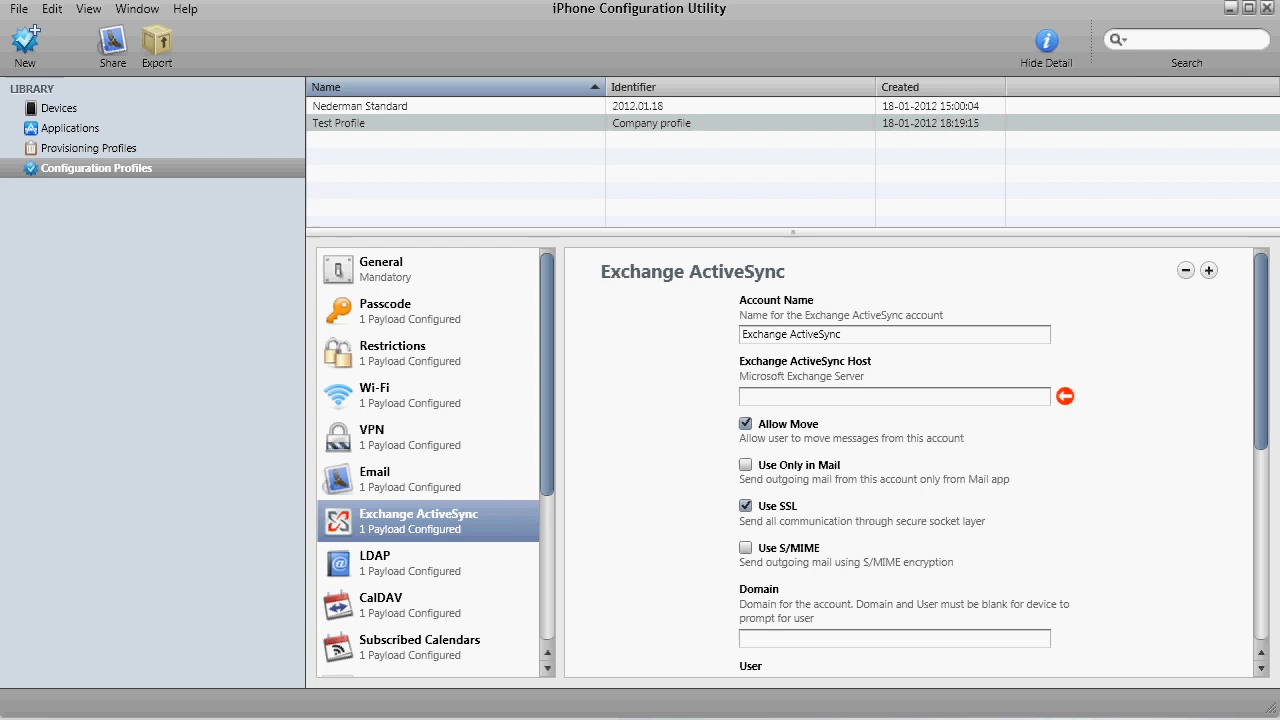 File Edit View Window Help
iPhone Configuration Utility
New Share Export Hide Detail Search
LIBRARY
Devices
Applications
Provisioning Profiles
Configuration Profiles
Name Identifier Created
Nederman Standard 2012.01.18 18-01-2012 15:00:04
Test Profile Company profile 18-01-2012 18:19:15
General
Mandatory
Passcode
1 Payload Configured
Restrictions
1 Payload Configured
Wi-Fi
1 Payload Configured
VPN
1 Payload Configured
Email
1 Payload Configured
Exchange ActiveSync
1 Payload Configured
LDAP
1 Payload Configured
CalDAV
1 Payload Configured
Subscribed Calendars
1 Payload Configured
Exchange ActiveSync
Account Name
Name for the Exchange ActiveSync account
Exchange ActiveSync
Exchange ActiveSync Host
Microsoft Exchange Server
Allow Move
Allow user to move messages from this account
Use Only in Mail
Send outgoing mail from this account only from Mail app
Use SSL
Send all communication through secure socket layer
Use S/MIME
Send outgoing mail using S/MIME encryption
Domain
Domain for the account. Domain and User must be blank for device to
prompt for user
User